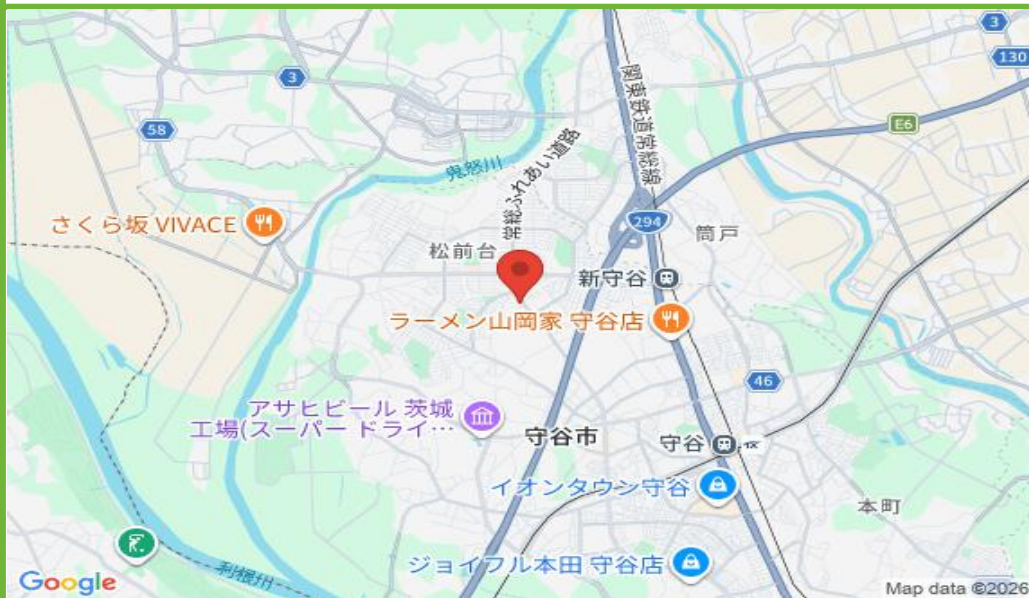 3
130
3
58
関東鉄道常総線
E6
鬼怒川
常総ふれあい道路
294
さくら坂 VIVACE
松前台
筒戸
新守谷
ラーメン山岡家 守谷店
46
アサヒビール 茨城
工場(スーパー ドライ…
守谷市
守谷
イオンタウン守谷
本町
ジョイフル本田 守谷店
利根川
Google
Map data ©2026